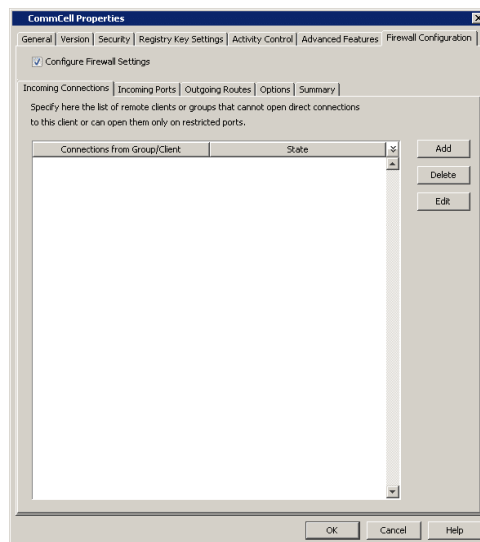 CommCell Properties
General Version Security Registry Key Settings Activity Control Advanced Features Firewall Configuration
Configure Firewall Settings
Incoming Connections Incoming Ports Outgoing Routes Options Summary
Specify here the list of remote clients or groups that cannot open direct connections
to this client or can open them only on restricted ports.
Connections from Group/Client State Add
Delete
Edit
OK Cancel Help